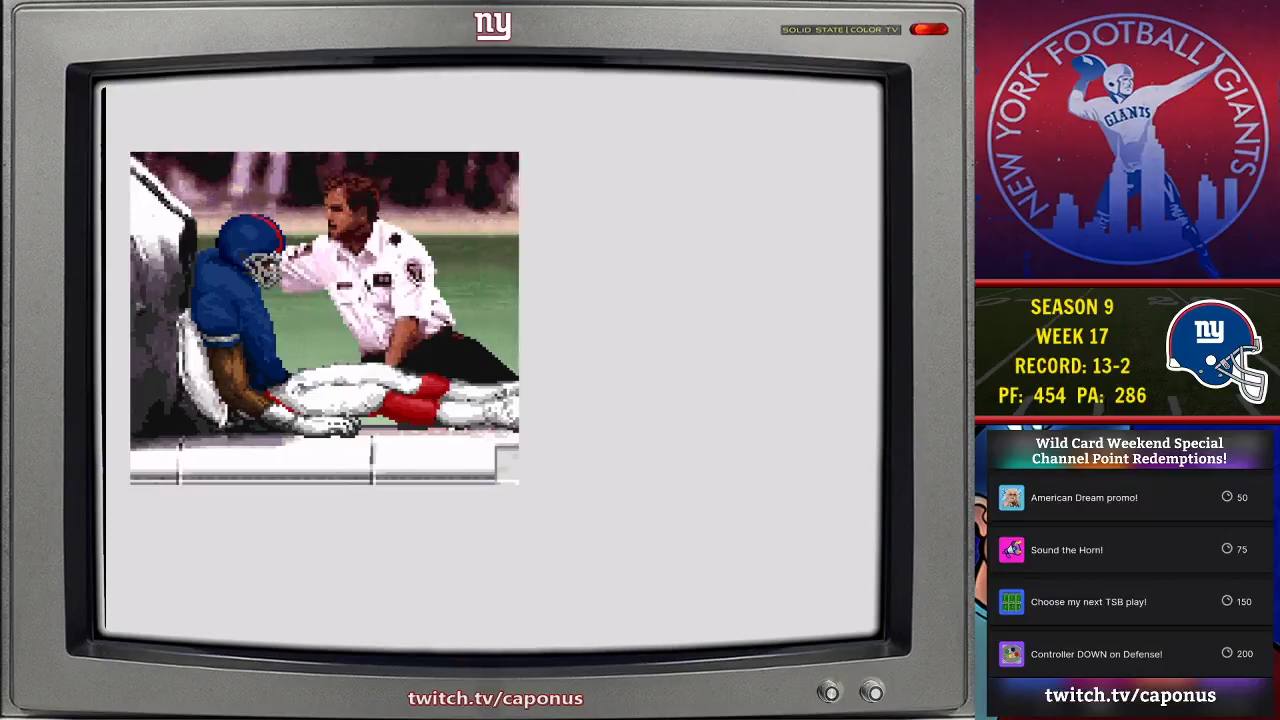 ny
SOLID STATE | COLOR TV
NEW YORK FOOTBALL GIANTS
GIANTS
SEASON 9
WEEK 17
RECORD: 13-2
PF: 454 PA: 286
ny
Wild Card Weekend Special
Channel Point Redemptions!
American Dream promo! 50
Sound the Horn! 75
Choose my next TSB play! 150
Controller DOWN on Defense! 200
twitch.tv/caponus
twitch.tv/caponus